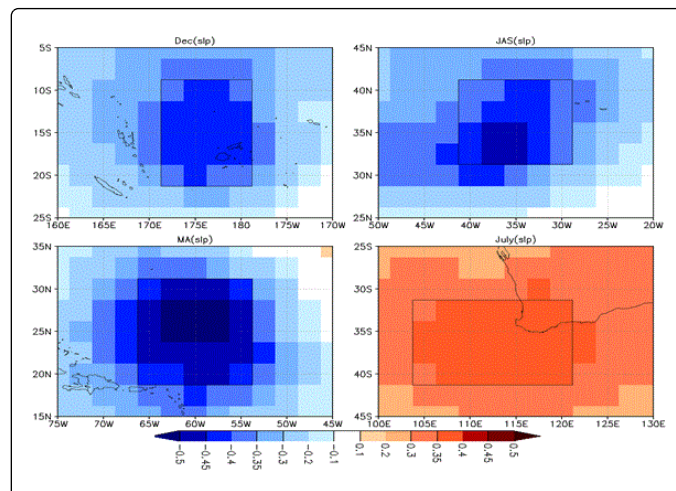 Dec(slp) JAS(slp)
5S 45N
10S 40N
15S 35N
20S 30N
25S 25N
160E 165E 170E 175E 180E 175W 170W 50W 45W 40W 35W 30W 25W 20W
MA(slp) July(slp)
35N 25S
30N 30S
25N 35S
20N 40S
15N 45S
75W 70W 65W 60W 55W 50W 45W 100E 105E 110E 115E 120E 125E 130E
-0.5 -0.45 -0.4 -0.35 -0.3 -0.2 -0.1 0.1 0.2 0.3 0.35 0.4 0.45 0.5